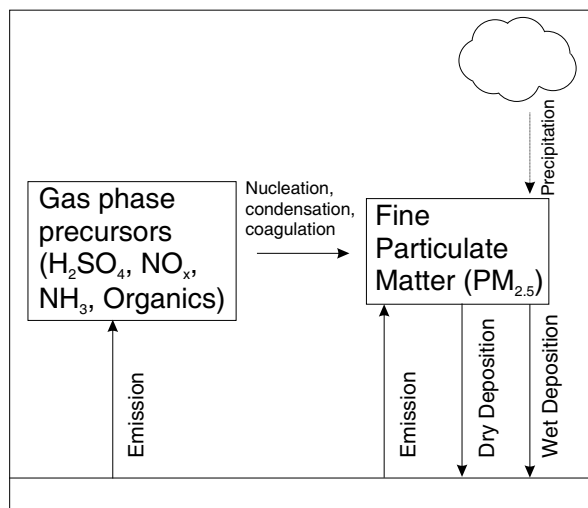 Precipitation
Gas phase
precursors
(H₂SO₄, NOₓ,
NH₃, Organics)
Nucleation,
condensation,
coagulation
Fine
Particulate
Matter (PM₂.₅)
Emission
Emission
Dry Deposition
Wet Deposition